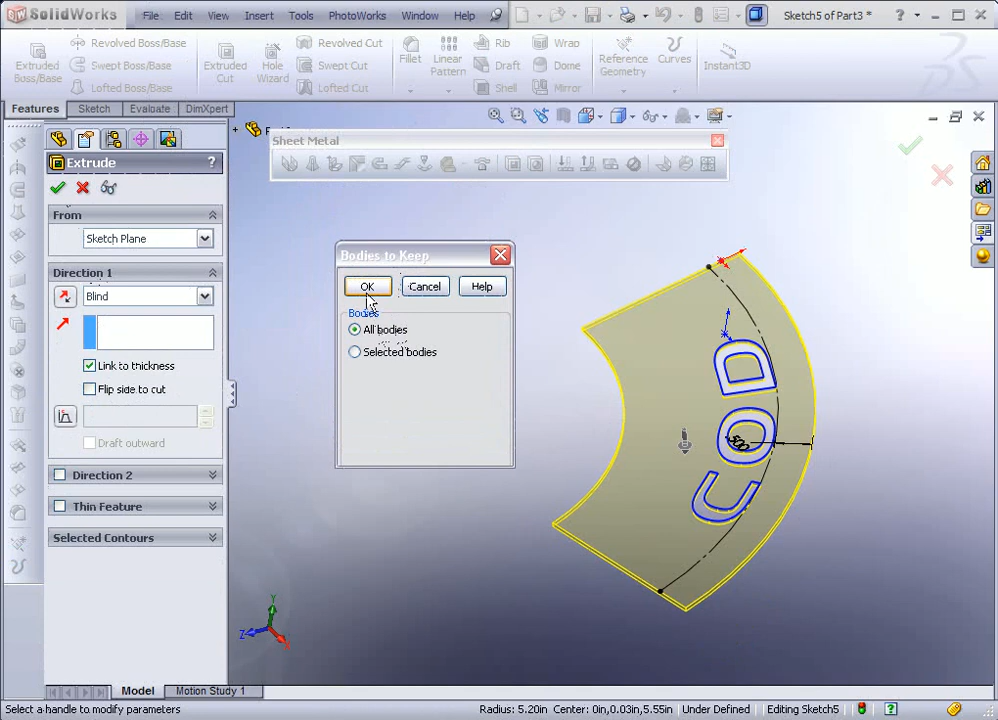 SolidWorks File Edit View Insert Tools PhotoWorks Window Help Sketch5 of Part3 *
Extruded Boss/Base
Revolved Boss/Base
Swept Boss/Base
Lofted Boss/Base
Extruded Cut
Hole Wizard
Revolved Cut
Swept Cut
Lofted Cut
Fillet
Linear Pattern
Rib
Draft
Shell
Wrap
Dome
Mirror
Reference Geometry
Curves
Instant3D
Features Sketch Evaluate DimXpert
Sheet Metal
Extrude ?
From
Sketch Plane
Direction 1
Blind
Link to thickness
Flip side to cut
Draft outward
Direction 2
Thin Feature
Selected Contours
Bodies to Keep
OK Cancel Help
Bodies
All bodies
Selected bodies
COD
.500
Y
Z
X
Model Motion Study 1
Select a handle to modify parameters Radius: 5.20in Center: 0in,0.03in,5.55in Under Defined Editing Sketch5